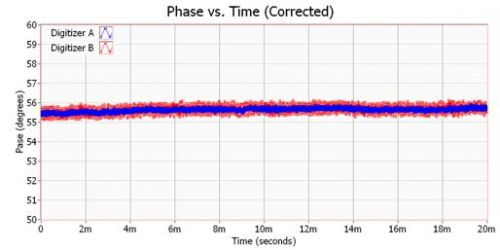 Phase vs. Time (Corrected)
Digitizer A
Digitizer B
Pase (degrees)
60
59
58
57
56
55
54
53
52
51
50
0 2m 4m 6m 8m 10m 12m 14m 16m 18m 20m
Time (seconds)